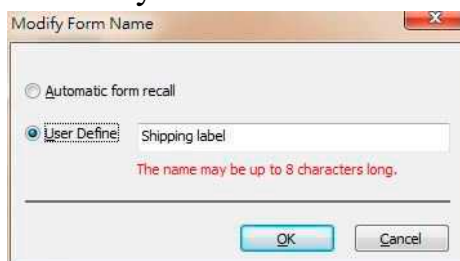 Modify Form Name
Automatic form recall
User Define Shipping label
The name may be up to 8 characters long.
OK Cancel